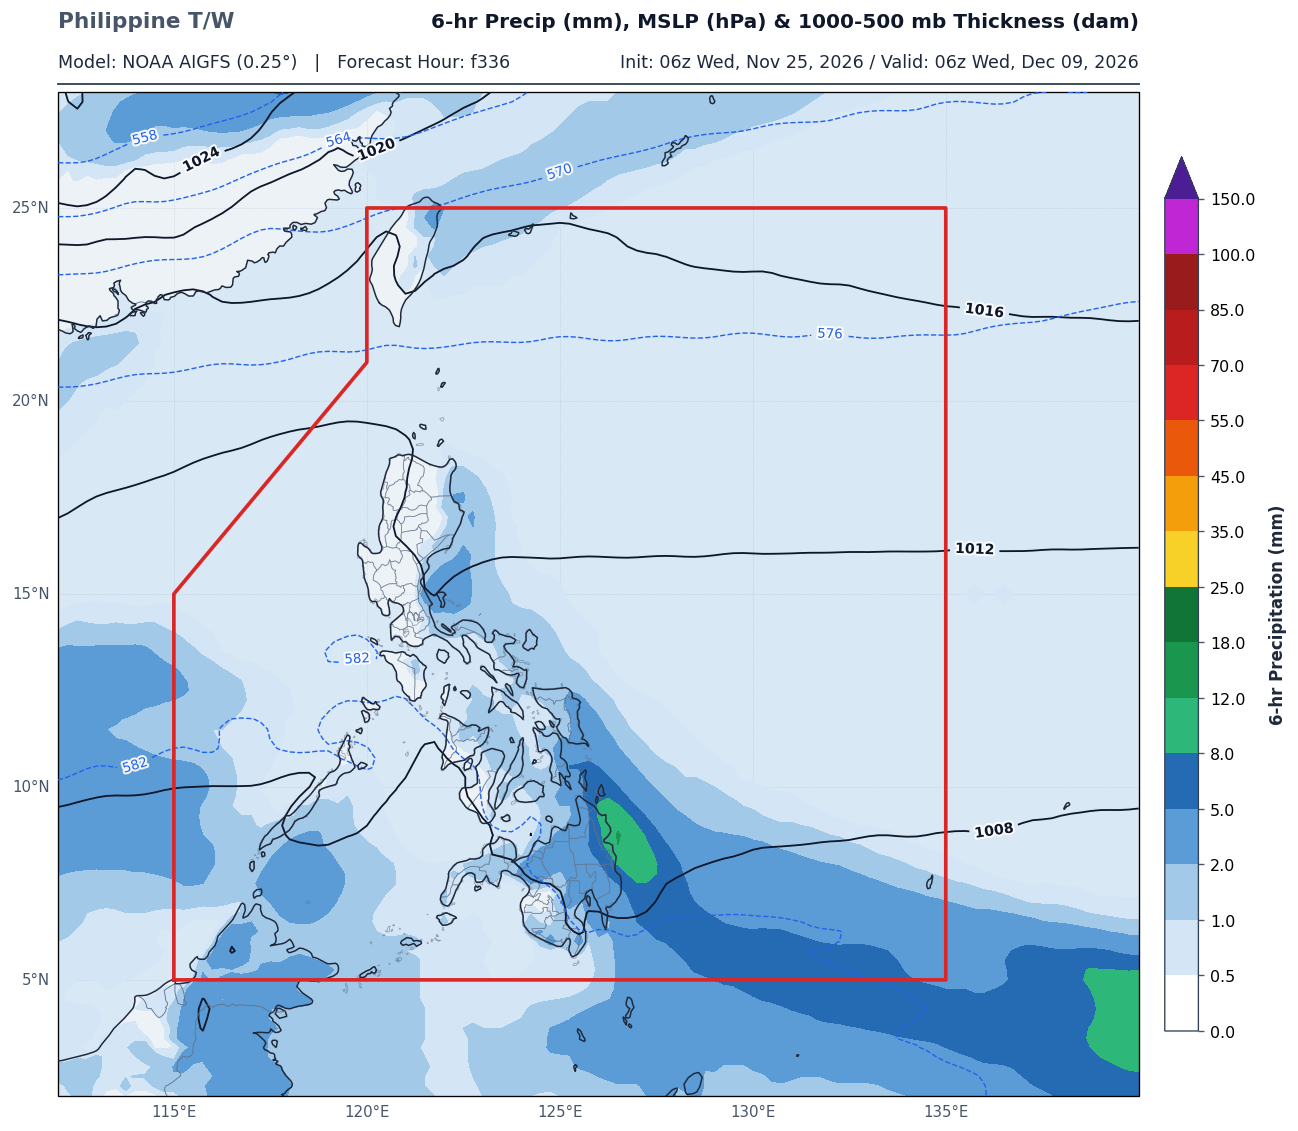 Philippine T/W
6-hr Precip (mm), MSLP (hPa) & 1000-500 mb Thickness (dam)
Model: NOAA AIGFS (0.25°) | Forecast Hour: f336
Init: 06z Wed, Nov 25, 2026 / Valid: 06z Wed, Dec 09, 2026
558
1024
564
1020
570
25°N
1016
576
20°N
1012
15°N
582
582
10°N
1008
5°N
115°E
120°E
125°E
130°E
135°E
150.0
100.0
85.0
70.0
55.0
45.0
35.0
25.0
18.0
12.0
8.0
5.0
2.0
1.0
0.5
0.0
6-hr Precipitation (mm)